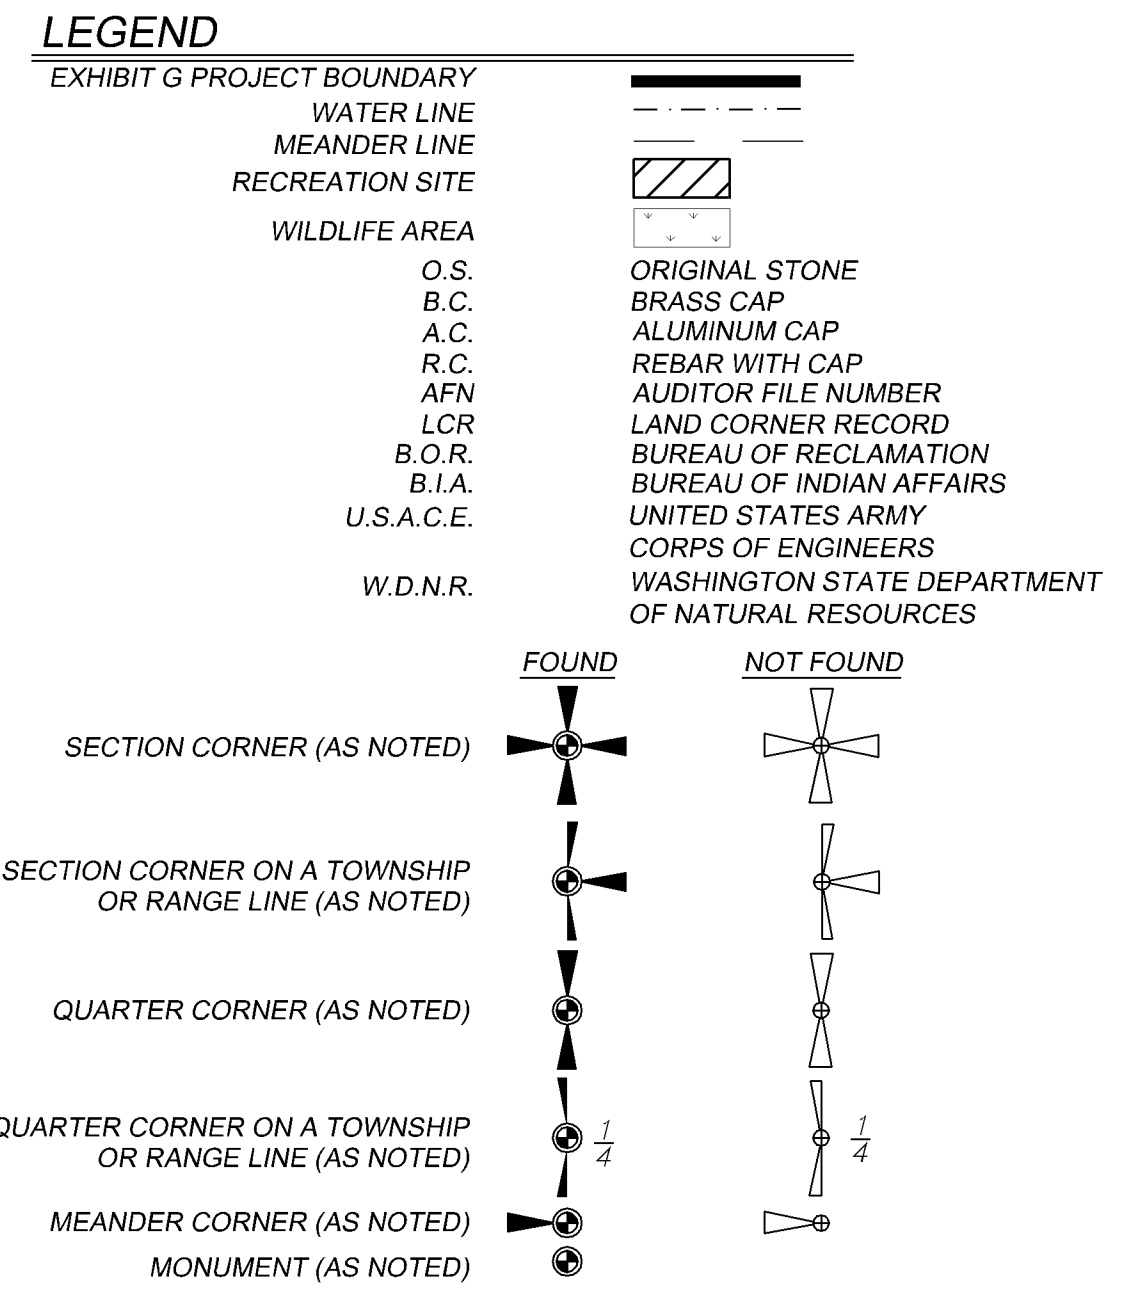 LEGEND
EXHIBIT G PROJECT BOUNDARY
WATER LINE
MEANDER LINE
RECREATION SITE
WILDLIFE AREA
O.S. ORIGINAL STONE
B.C. BRASS CAP
A.C. ALUMINUM CAP
R.C. REBAR WITH CAP
AFN AUDITOR FILE NUMBER
LCR LAND CORNER RECORD
B.O.R. BUREAU OF RECLAMATION
B.I.A. BUREAU OF INDIAN AFFAIRS
U.S.A.C.E. UNITED STATES ARMY
CORPS OF ENGINEERS
W.D.N.R. WASHINGTON STATE DEPARTMENT
OF NATURAL RESOURCES
FOUND NOT FOUND
SECTION CORNER (AS NOTED)
SECTION CORNER ON A TOWNSHIP
OR RANGE LINE (AS NOTED)
QUARTER CORNER (AS NOTED)
QUARTER CORNER ON A TOWNSHIP
OR RANGE LINE (AS NOTED)
1/4 1/4
MEANDER CORNER (AS NOTED)
MONUMENT (AS NOTED)